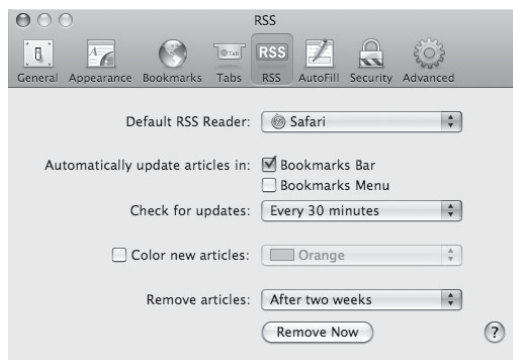 RSS
Tab
RSS
General Appearance Bookmarks Tabs RSS AutoFill Security Advanced
Default RSS Reader: Safari
Automatically update articles in: Bookmarks Bar
Bookmarks Menu
Check for updates: Every 30 minutes
Color new articles: Orange
Remove articles: After two weeks
Remove Now ?